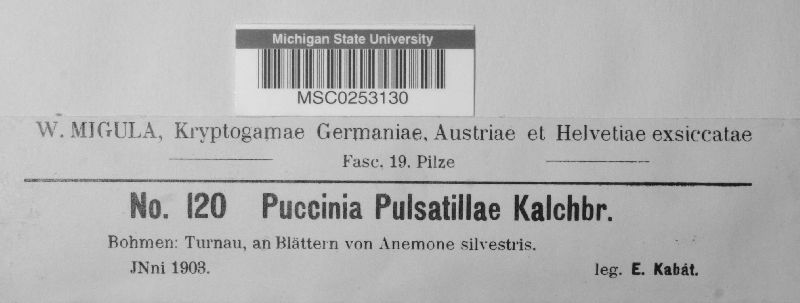 Michigan State University
MSC0253130
W. MIGULA, Kryptogamae Germaniae, Austriae et Helvetiae exsiccatae
Fasc. 19. Pilze
No. 120 Puccinia Pulsatillae Kalchbr.
Bohmen: Turnau, an Blättern von Anemone silvestris.
JNni 1903. leg. E. Kabát.